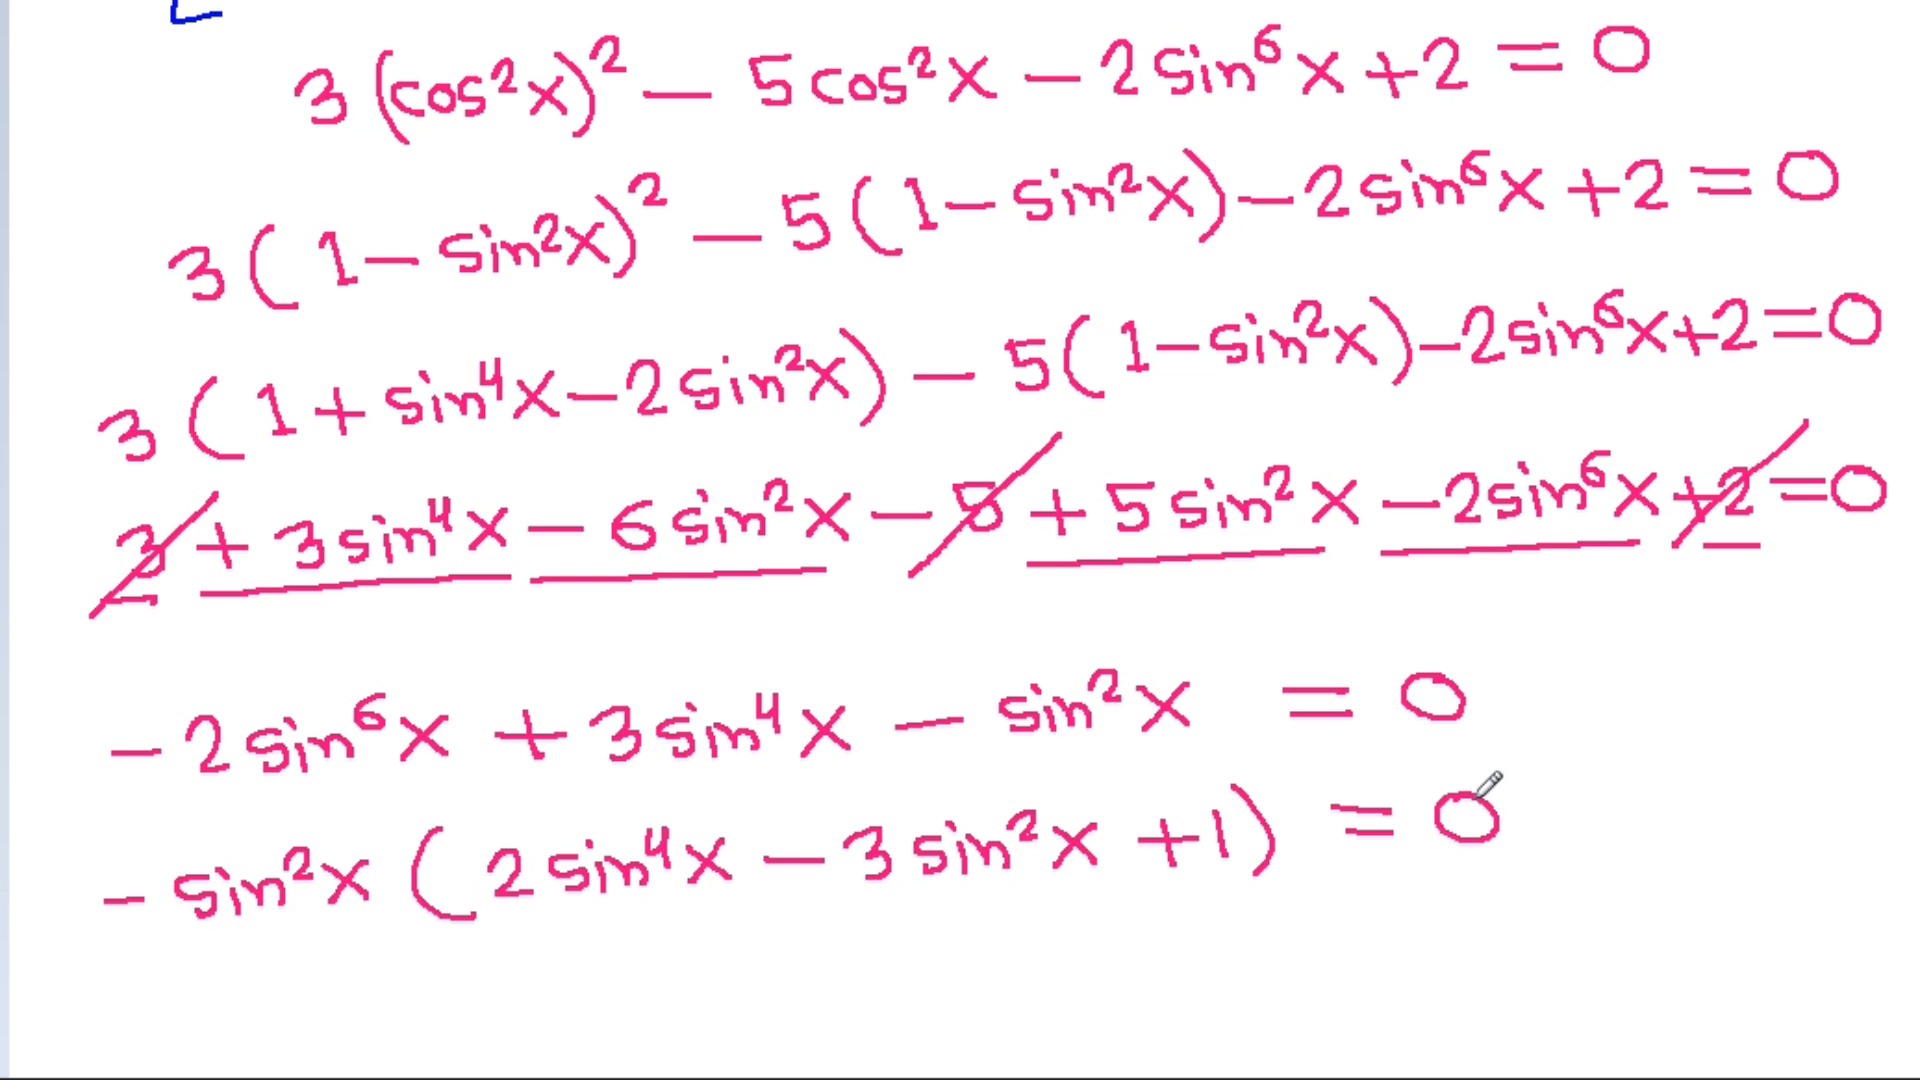 3(cos²x)² - 5cos²x - 2sin⁶x + 2 = 0
3(1 - sin²x)² - 5(1 - sin²x) - 2sin⁶x + 2 = 0
3(1 + sin⁴x - 2sin²x) - 5(1 - sin²x) - 2sin⁶x + 2 = 0
3 + 3sin⁴x - 6sin²x - 5 + 5sin²x - 2sin⁶x + 2 = 0
- 2sin⁶x + 3sin⁴x - sin²x = 0
- sin²x (2sin⁴x - 3sin²x + 1) = 0